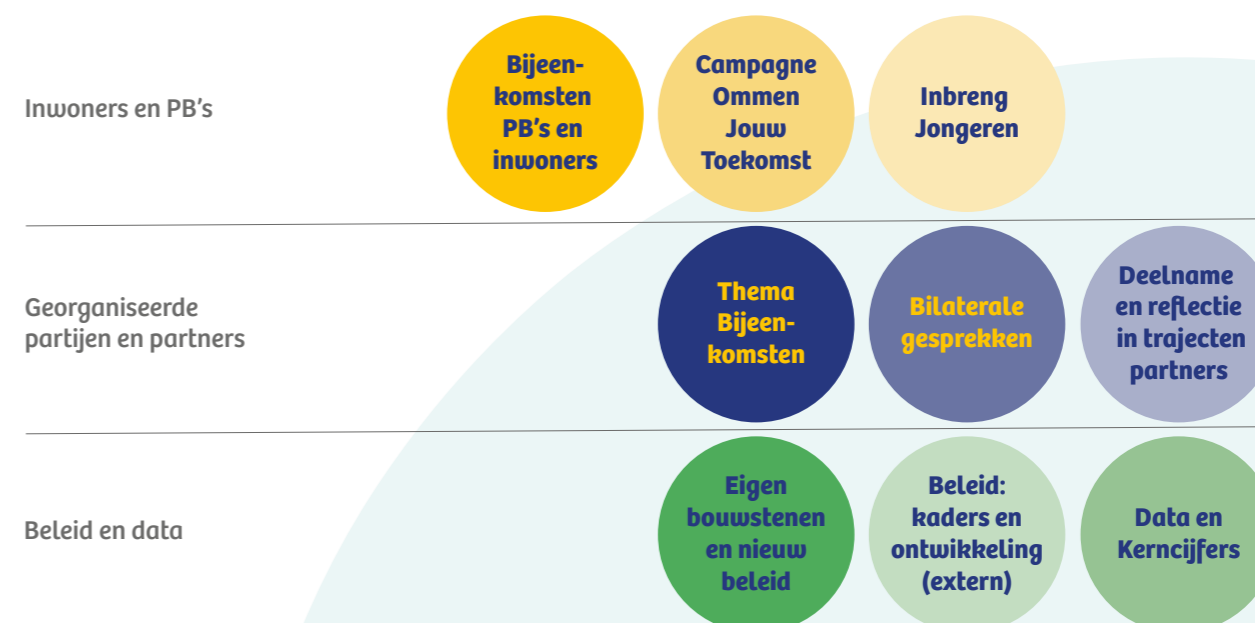 Inwoners en PB's
Bijeen-
komsten
PB's en
inwoners
Campagne
Ommen
Jouw
Toekomst
Inbreng
Jongeren
Georganiseerde
partijen en partners
Thema
Bijeen-
komsten
Bilaterale
gesprekken
Deelname
en reflectie
in trajecten
partners
Beleid en data
Eigen
bouwstenen
en nieuw
beleid
Beleid:
kaders en
ontwikkeling
(extern)
Data en
Kerncijfers